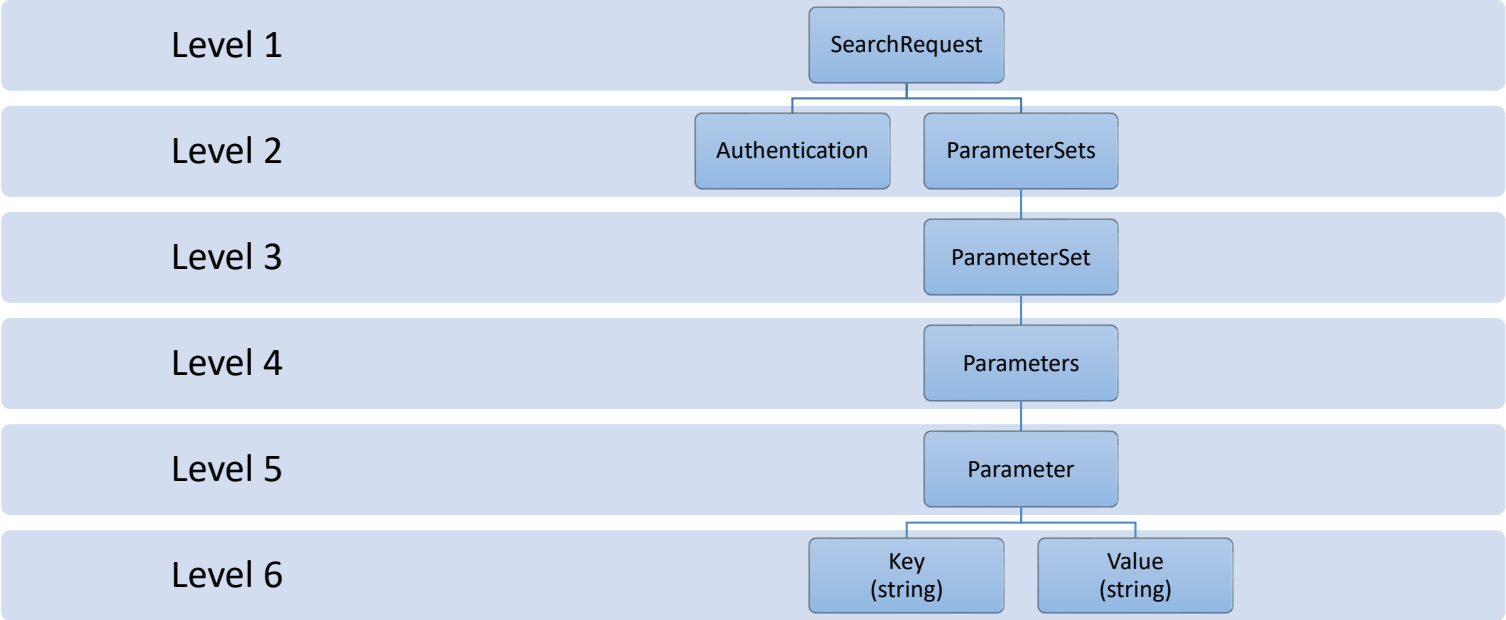 Level 1
SearchRequest
Level 2
Authentication
ParameterSets
Level 3
ParameterSet
Level 4
Parameters
Level 5
Parameter
Level 6
Key
(string)
Value
(string)